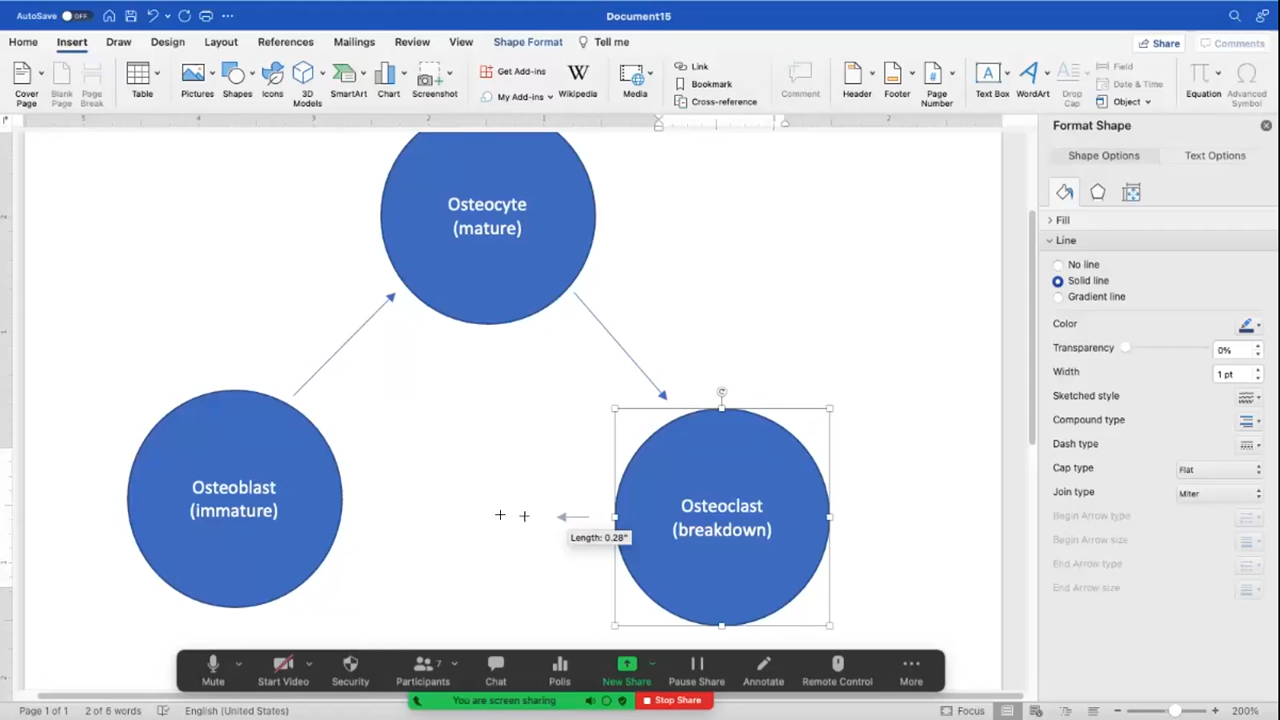 AutoSave OFF
Document15
Home Insert Draw Design Layout References Mailings Review View Shape Format Tell me
Share Comments
Cover Page
Blank Page
Page Break
Table
Pictures
Shapes
Icons
3D Models
SmartArt
Chart
Screenshot
Get Add-ins
My Add-ins
Wikipedia
Media
Link
Bookmark
Cross-reference
Comment
Header
Footer
Page Number
Text Box
WordArt
Drop Cap
Field
Date & Time
Object
Equation
Advanced Symbol
Format Shape
Shape Options Text Options
Fill
Line
No line
Solid line
Gradient line
Color
Transparency 0%
Width 1 pt
Sketched style
Compound type
Dash type
Cap type Flat
Join type Miter
Begin Arrow type
Begin Arrow size
End Arrow type
End Arrow size
Osteocyte
(mature)
Osteoblast
(immature)
Osteoclast
(breakdown)
Length: 0.28"
Mute
Start Video
Security
Participants 7
Chat
Polls
New Share
Pause Share
Annotate
Remote Control
More
You are screen sharing
Stop Share
Page 1 of 1 2 of 6 words English (United States) Focus 200%